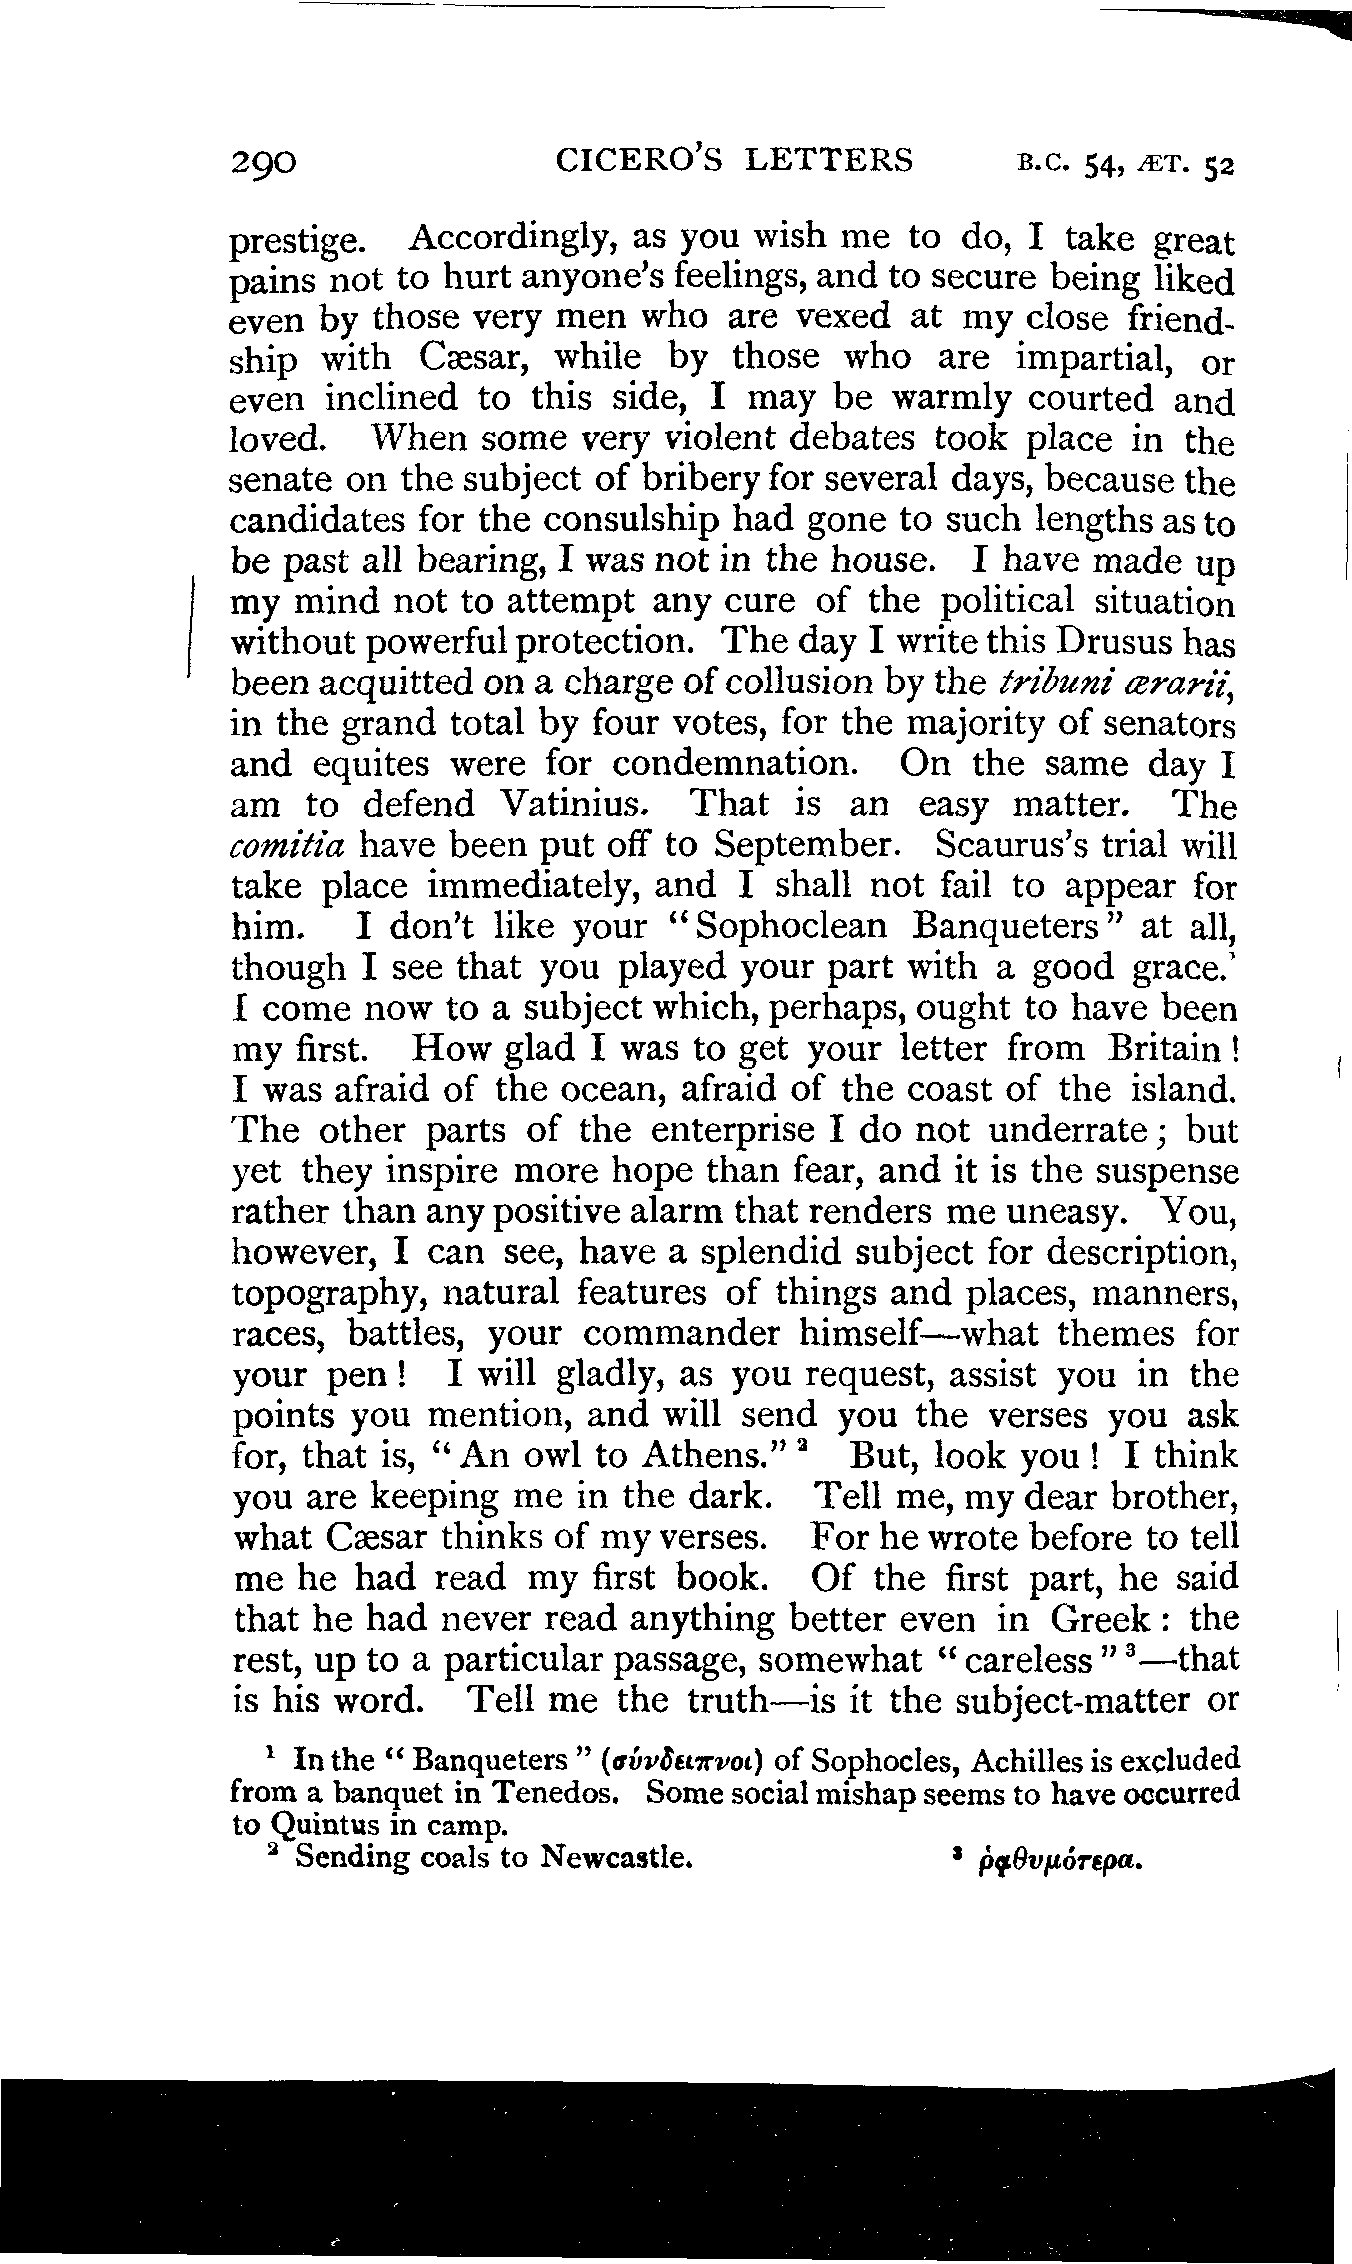 290 CICERO'S LETTERS B.C. 54, ÆT. 52
prestige. Accordingly, as you wish me to do, I take great
pains not to hurt anyone's feelings, and to secure being liked
even by those very men who are vexed at my close friend-
ship with Cæsar, while by those who are impartial, or
even inclined to this side, I may be warmly courted and
loved. When some very violent debates took place in the
senate on the subject of bribery for several days, because the
candidates for the consulship had gone to such lengths as to
be past all bearing, I was not in the house. I have made up
my mind not to attempt any cure of the political situation
without powerful protection. The day I write this Drusus has
been acquitted on a charge of collusion by the tribuni ærarii,
in the grand total by four votes, for the majority of senators
and equites were for condemnation. On the same day I
am to defend Vatinius. That is an easy matter. The
comitia have been put off to September. Scaurus's trial will
take place immediately, and I shall not fail to appear for
him. I don't like your "Sophoclean Banqueters" at all,
though I see that you played your part with a good grace.¹
I come now to a subject which, perhaps, ought to have been
my first. How glad I was to get your letter from Britain!
I was afraid of the ocean, afraid of the coast of the island.
The other parts of the enterprise I do not underrate; but
yet they inspire more hope than fear, and it is the suspense
rather than any positive alarm that renders me uneasy. You,
however, I can see, have a splendid subject for description,
topography, natural features of things and places, manners,
races, battles, your commander himself—what themes for
your pen! I will gladly, as you request, assist you in the
points you mention, and will send you the verses you ask
for, that is, "An owl to Athens."² But, look you! I think
you are keeping me in the dark. Tell me, my dear brother,
what Cæsar thinks of my verses. For he wrote before to tell
me he had read my first book. Of the first part, he said
that he had never read anything better even in Greek: the
rest, up to a particular passage, somewhat "careless"³—that
is his word. Tell me the truth—is it the subject-matter or
¹ In the "Banqueters" (σύνδειπνοι) of Sophocles, Achilles is excluded
from a banquet in Tenedos. Some social mishap seems to have occurred
to Quintus in camp.
² Sending coals to Newcastle. ³ ῥᾳθυμότερα.